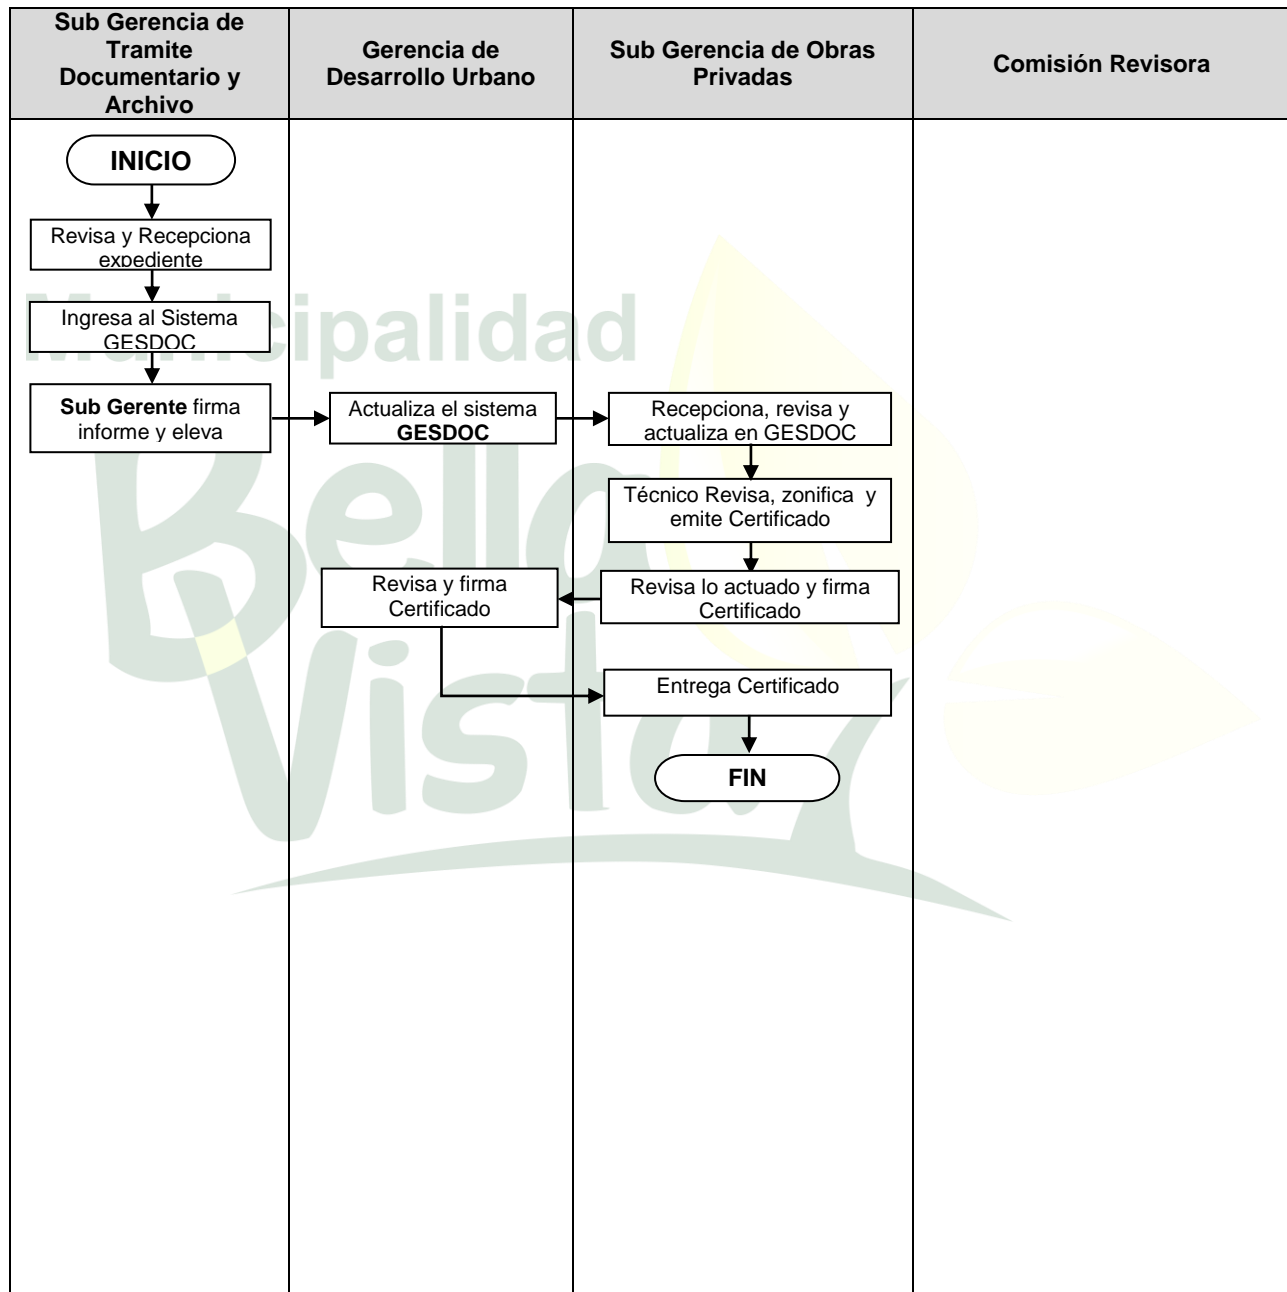 Sub Gerencia de
Tramite
Documentario y
Archivo
Gerencia de
Desarrollo Urbano
Sub Gerencia de Obras
Privadas
Comisión Revisora
INICIO
Revisa y Recepciona
expediente
Ingresa al Sistema
GESDOC
Sub Gerente firma
informe y eleva
Actualiza el sistema
GESDOC
Recepciona, revisa y
actualiza en GESDOC
Técnico Revisa, zonifica y
emite Certificado
Revisa lo actuado y firma
Certificado
Revisa y firma
Certificado
Entrega Certificado
FIN
Municipalidad
Bella
Vista